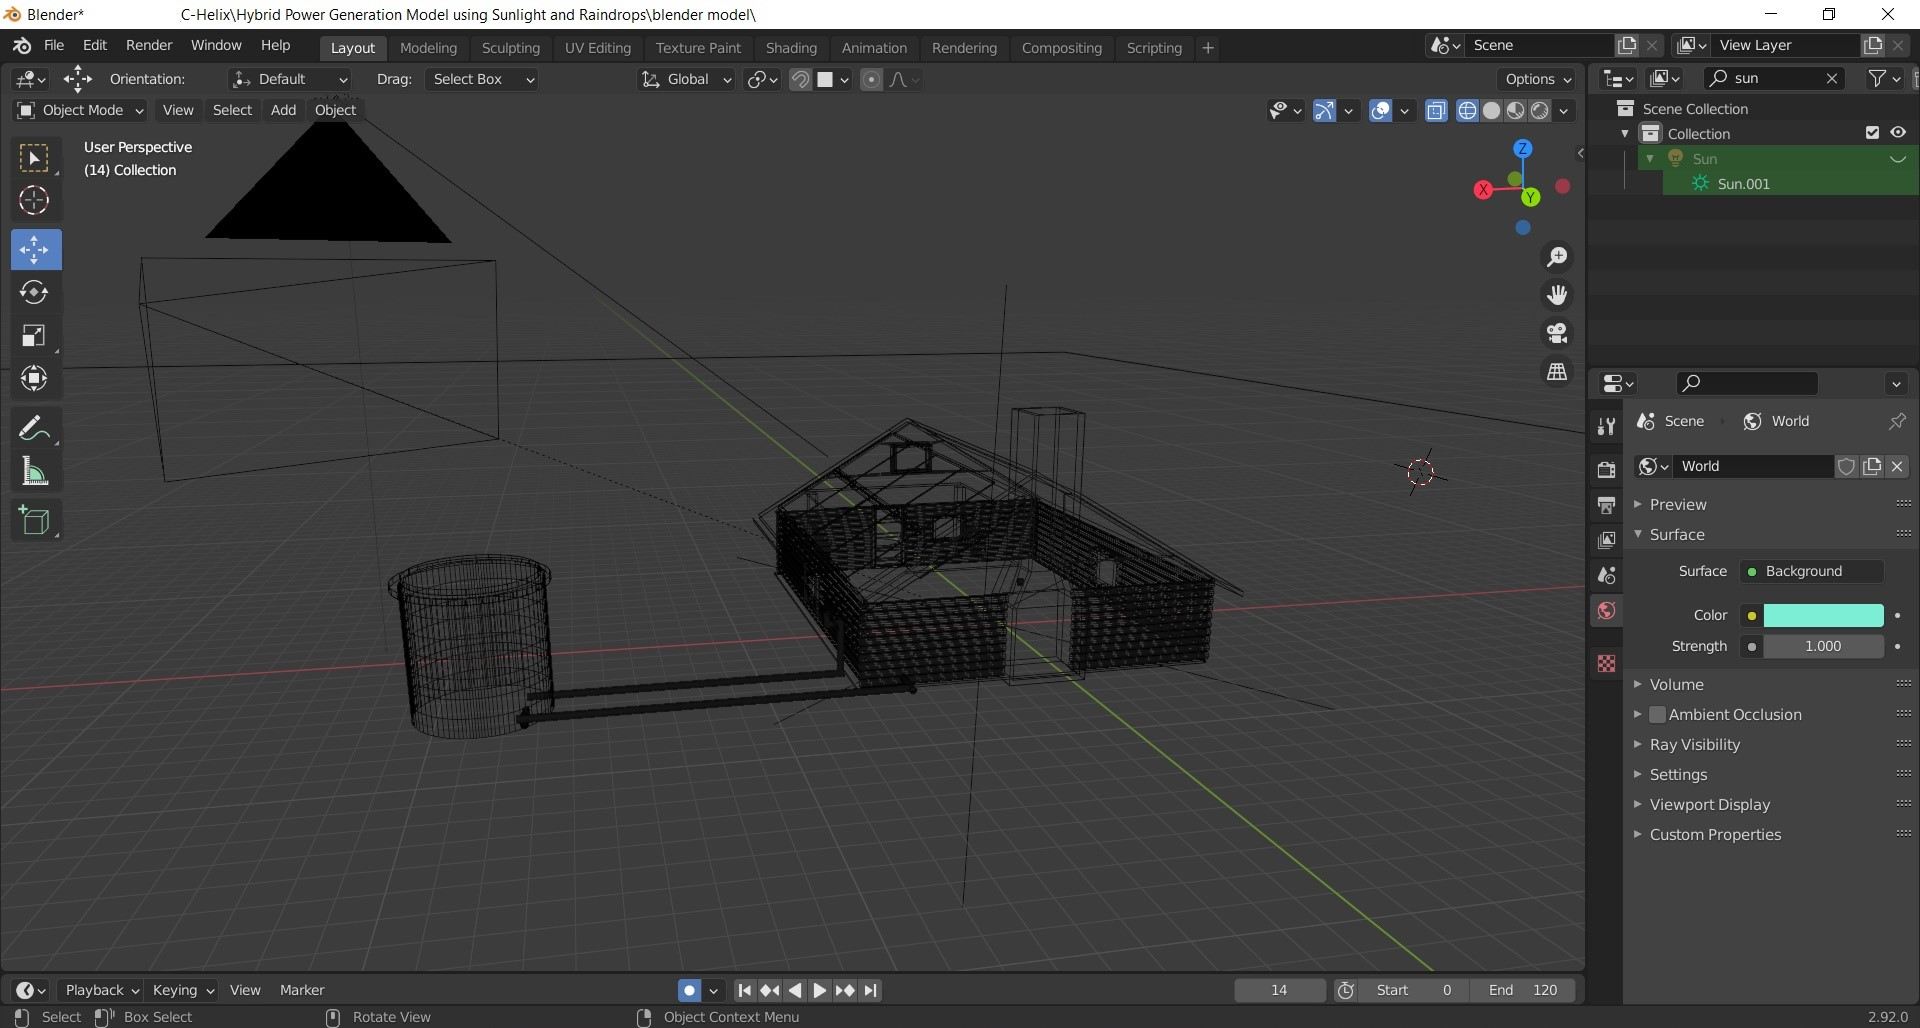 Blender* C-Helix\Hybrid Power Generation Model using Sunlight and Raindrops\blender model\
File Edit Render Window Help Layout Modeling Sculpting UV Editing Texture Paint Shading Animation Rendering Compositing Scripting + Scene View Layer
Orientation: Default Drag: Select Box Global Options sun
Object Mode View Select Add Object Scene Collection
Collection
User Perspective
(14) Collection
Sun
Sun.001
Z
X
Y
Scene World
World
Preview
Surface
Surface Background
Color
Strength 1.000
Volume
Ambient Occlusion
Ray Visibility
Settings
Viewport Display
Custom Properties
Playback Keying View Marker 14 Start 0 End 120
Select Box Select Rotate View Object Context Menu 2.92.0